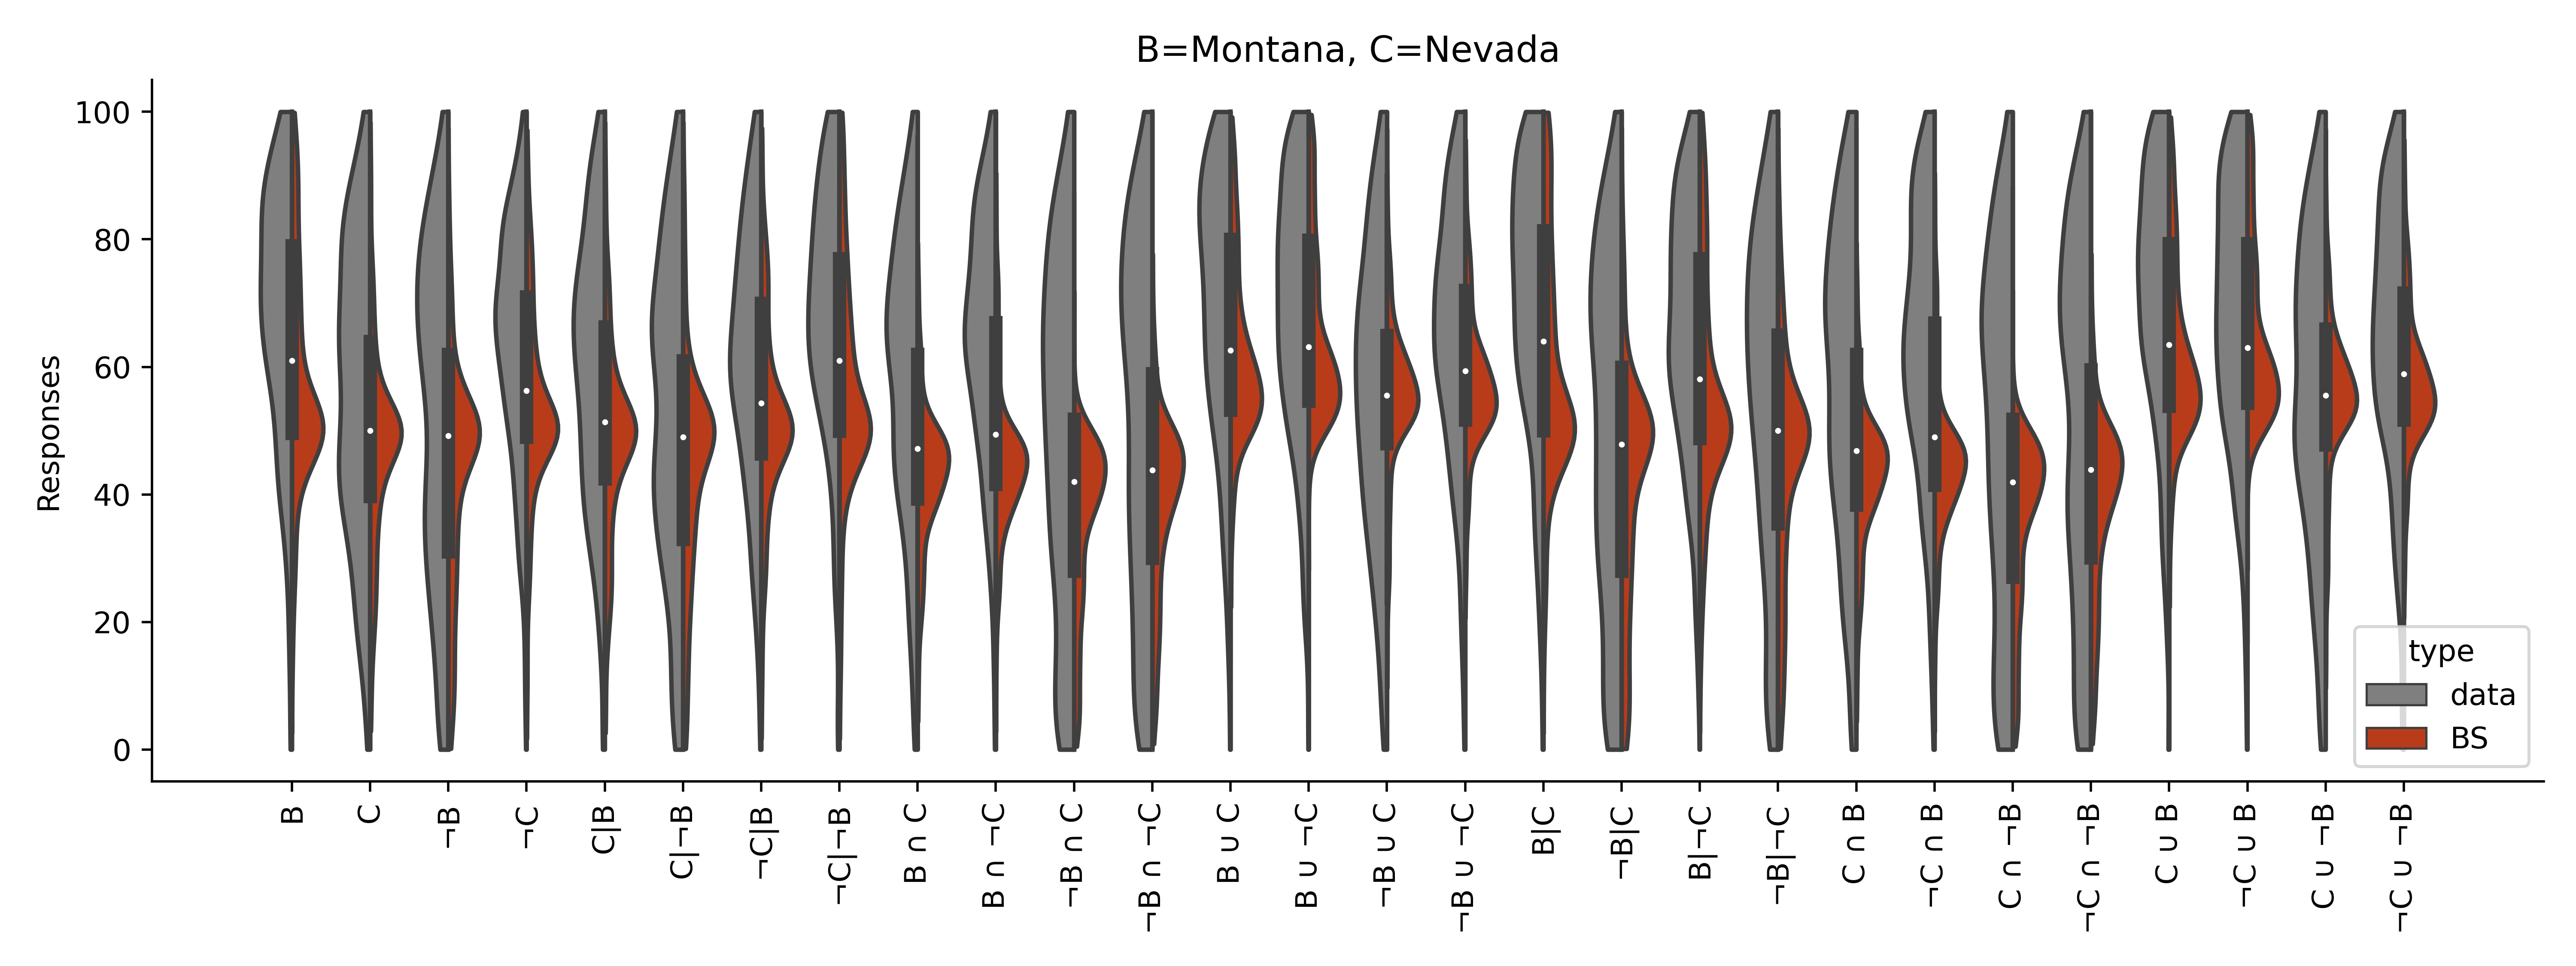 B=Montana, C=Nevada
Responses
100
80
60
40
20
0
B
C
¬B
¬C
C|B
C|¬B
¬C|B
¬C|¬B
B ∩ C
B ∩ ¬C
¬B ∩ C
¬B ∩ ¬C
B ∪ C
B ∪ ¬C
¬B ∪ C
¬B ∪ ¬C
B|C
¬B|C
B|¬C
¬B|¬C
C ∩ B
¬C ∩ B
C ∩ ¬B
¬C ∩ ¬B
C ∪ B
¬C ∪ B
C ∪ ¬B
¬C ∪ ¬B
type
data
BS